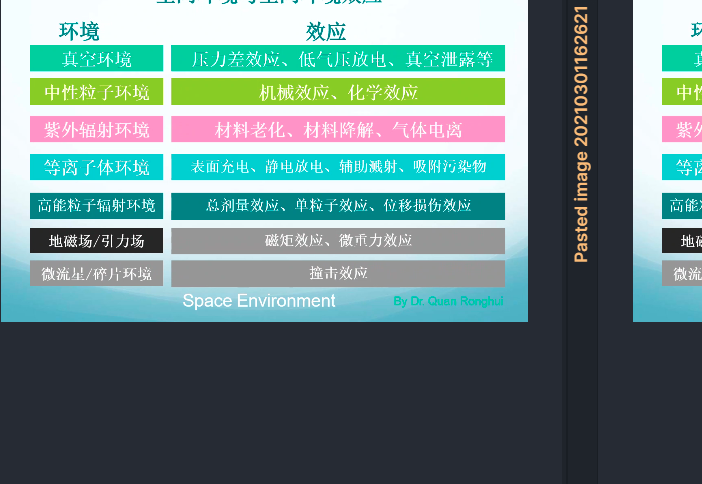 环境 效应
真空环境 压力差效应、低气压放电、真空泄露等
中性粒子环境 机械效应、化学效应
紫外辐射环境 材料老化、材料降解、气体电离
等离子体环境 表面充电、静电放电、辅助溅射、吸附污染物
高能粒子辐射环境 总剂量效应、单粒子效应、位移损伤效应
地磁场/引力场 磁矩效应、微重力效应
微流星/碎片环境 撞击效应
Space Environment By Dr. Quan Ronghui
Pasted image 20210301162621
中性
紫外
等离
高能
微流